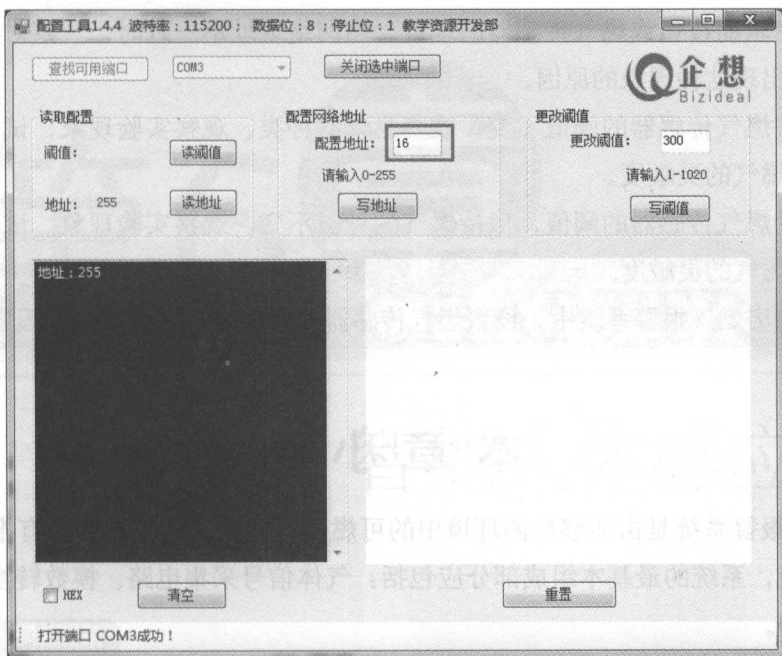 配置工具1.4.4 波特率：115200； 数据位：8 ；停止位：1 教学资源开发部
查找可用端口
COM3
关闭选中端口
企想
Bizideal
读取配置
阈值：
读阈值
地址：
255
读地址
配置网络地址
配置地址：
16
请输入0-255
写地址
更改阈值
更改阈值：
300
请输入1-1020
写阈值
地址：255
HEX
清空
重置
打开端口 COM3成功！